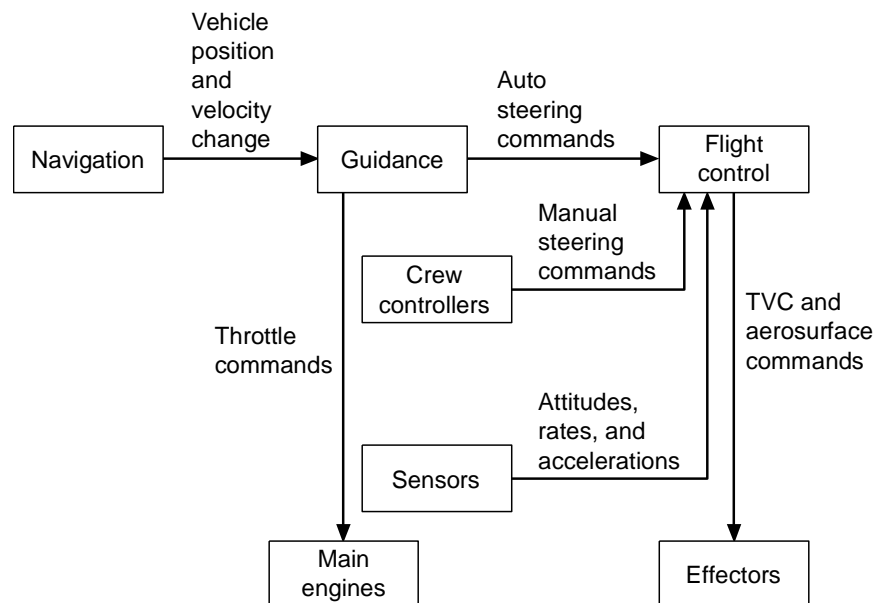 Vehicle
position
and
velocity
change
Auto
steering
commands
Navigation
Guidance
Flight
control
Manual
steering
commands
Crew
controllers
TVC and
aerosurface
commands
Throttle
commands
Attitudes,
rates, and
accelerations
Sensors
Main
engines
Effectors